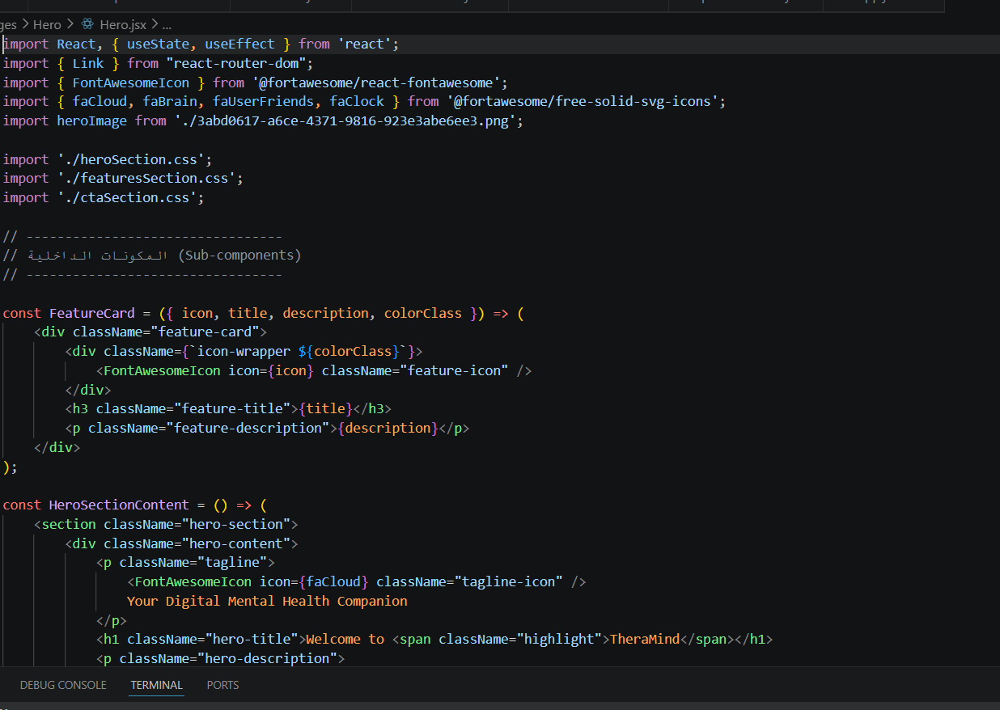 ges > Hero > Hero.jsx > ...
import React, { useState, useEffect } from 'react';
import { Link } from "react-router-dom";
import { FontAwesomeIcon } from '@fortawesome/react-fontawesome';
import { faCloud, faBrain, faUserFriends, faClock } from '@fortawesome/free-solid-svg-icons';
import heroImage from './3abd0617-a6ce-4371-9816-923e3abe6ee3.png';
import './heroSection.css';
import './featuresSection.css';
import './ctaSection.css';
// ---------------------------------
// المكونات الداخلية (Sub-components)
// ---------------------------------
const FeatureCard = ({ icon, title, description, colorClass }) => (
<div className="feature-card">
<div className={`icon-wrapper ${colorClass}`}>
<FontAwesomeIcon icon={icon} className="feature-icon" />
</div>
<h3 className="feature-title">{title}</h3>
<p className="feature-description">{description}</p>
</div>
);
const HeroSectionContent = () => (
<section className="hero-section">
<div className="hero-content">
<p className="tagline">
<FontAwesomeIcon icon={faCloud} className="tagline-icon" />
Your Digital Mental Health Companion
</p>
<h1 className="hero-title">Welcome to <span className="highlight">TheraMind</span></h1>
<p className="hero-description">
DEBUG CONSOLE TERMINAL PORTS